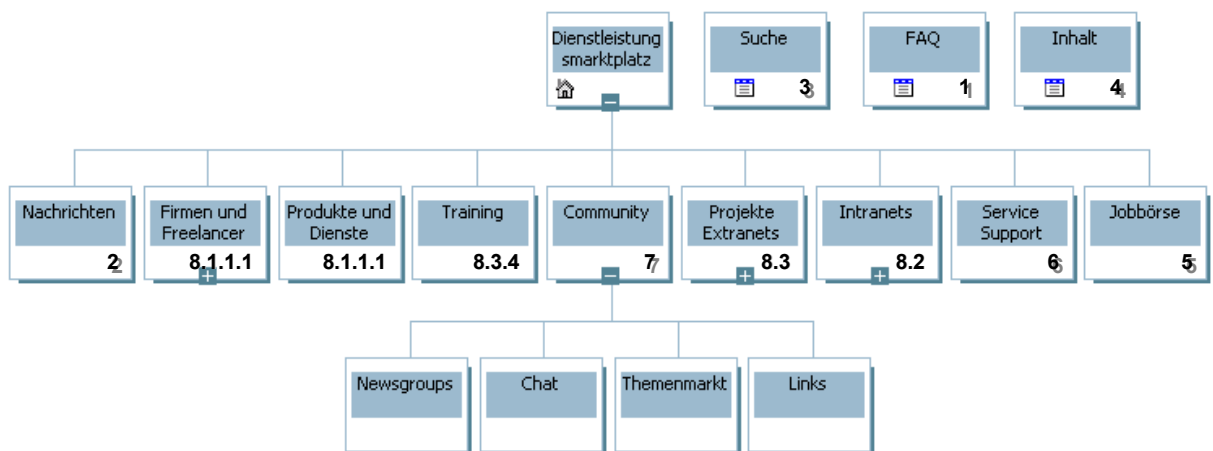 Dienstleistung
smarktplatz
Suche
3
FAQ
1
Inhalt
4
Nachrichten
2
Firmen und
Freelancer
8.1.1.1
Produkte und
Dienste
8.1.1.1
Training
8.3.4
Community
7
Projekte
Extranets
8.3
Intranets
8.2
Service
Support
6
Jobbörse
5
Newsgroups
Chat
Themenmarkt
Links